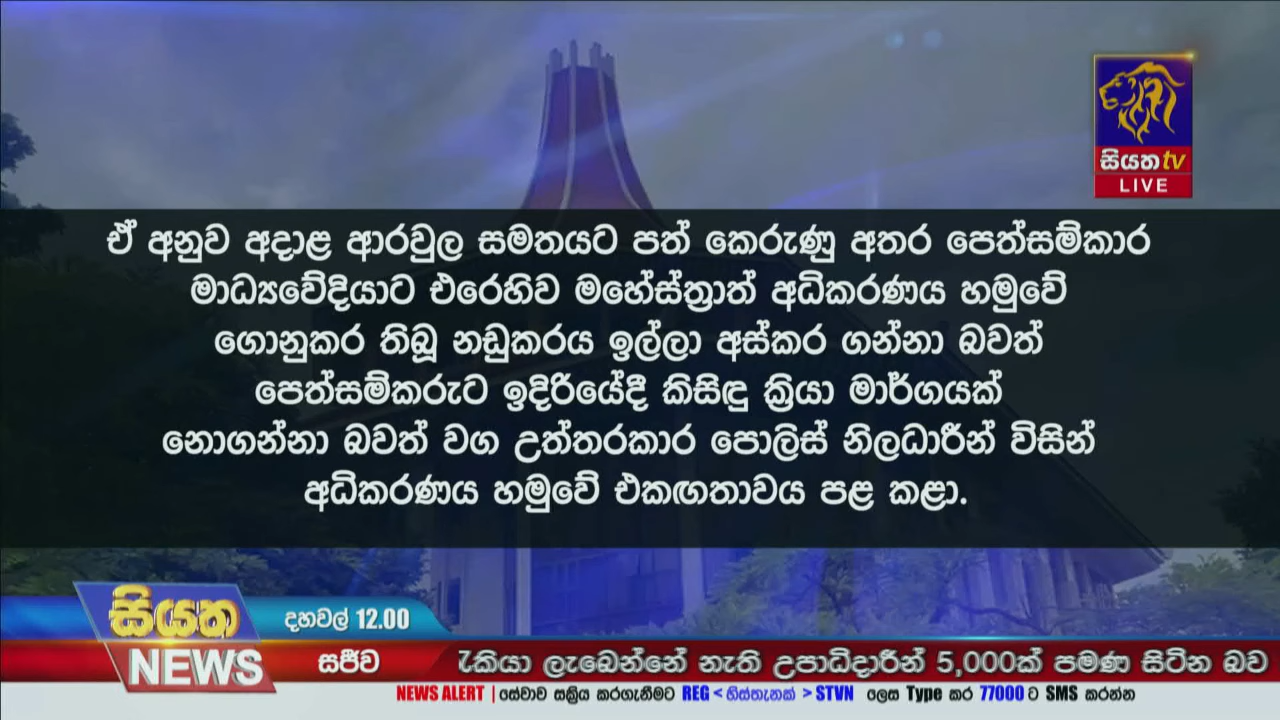 සියත tv
LIVE
ඒ අනුව අදාළ ආරවුල සමතයට පත් කෙරුණු අතර පෙත්සම්කාර
මාධ්‍යවේදියාට එරෙහිව මහේස්ත්‍රාත් අධිකරණය හමුවේ
ගොනුකර තිබූ නඩුකරය ඉල්ලා අස්කර ගන්නා බවත්
පෙත්සම්කරුට ඉදිරියේදී කිසිඳු ක්‍රියා මාර්ගයක්
නොගන්නා බවත් වග උත්තරකාර පොලිස් නිලධාරීන් විසින්
අධිකරණය හමුවේ එකඟතාවය පළ කළා.
සියත
NEWS
දහවල් 12.00
සජීව
රැකියා ලැබෙන්නේ නැති උපාධිදාරීන් 5,000ක් පමණ සිටින බව
NEWS ALERT | සේවාව සක්‍රිය කරගැනීමට REG < හිස්තැනක් > STVN ලෙස Type කර 77000 ට SMS කරන්න